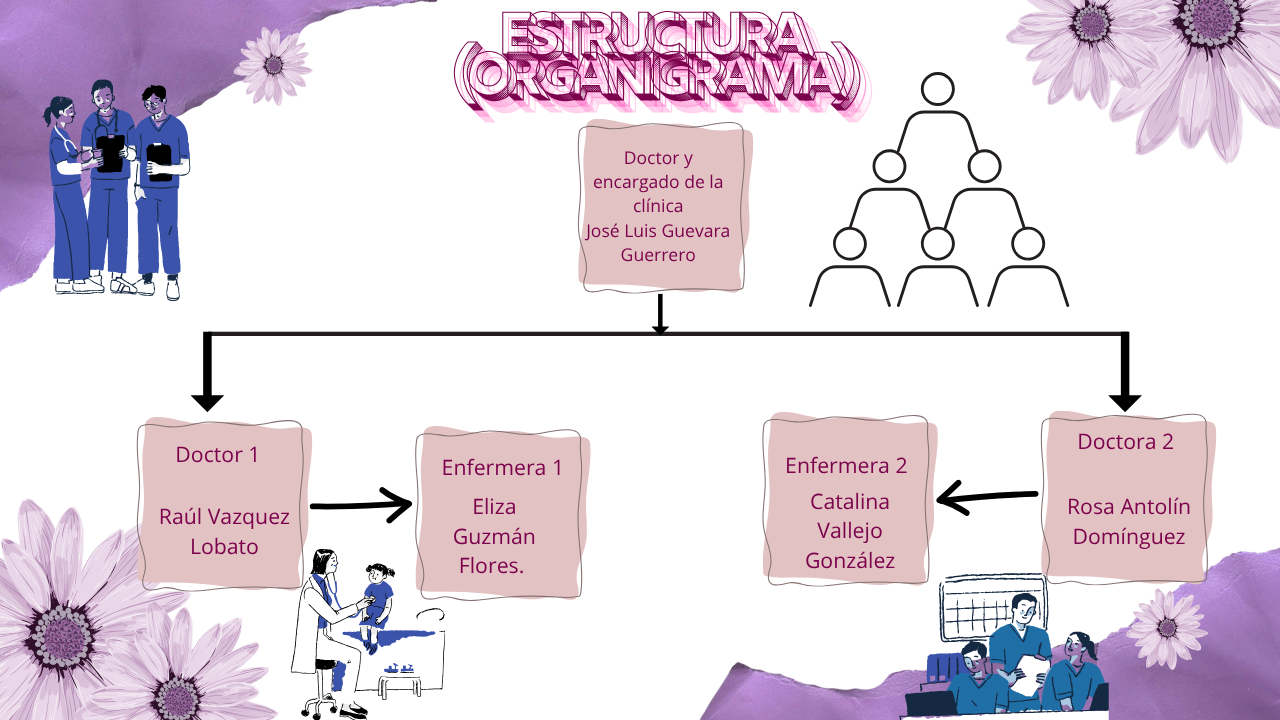 ESTRUCTURA
(ORGANIGRAMA)
Doctor y
encargado de la
clínica
José Luis Guevara
Guerrero
Doctor 1
Raúl Vazquez
Lobato
Enfermera 1
Eliza
Guzmán
Flores.
Enfermera 2
Catalina
Vallejo
González
Doctora 2
Rosa Antolín
Domínguez